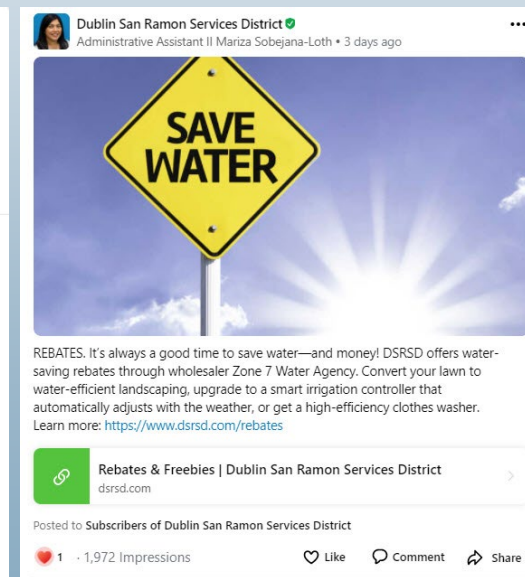 Dublin San Ramon Services District
Administrative Assistant II Mariza Sobejana-Loth • 3 days ago
SAVE
WATER
REBATES. It's always a good time to save water—and money! DSRSD offers water-
saving rebates through wholesaler Zone 7 Water Agency. Convert your lawn to
water-efficient landscaping, upgrade to a smart irrigation controller that
automatically adjusts with the weather, or get a high-efficiency clothes washer.
Learn more: https://www.dsrsd.com/rebates
Rebates & Freebies | Dublin San Ramon Services District
dsrsd.com
Posted to Subscribers of Dublin San Ramon Services District
1 · 1,972 Impressions Like Comment Share